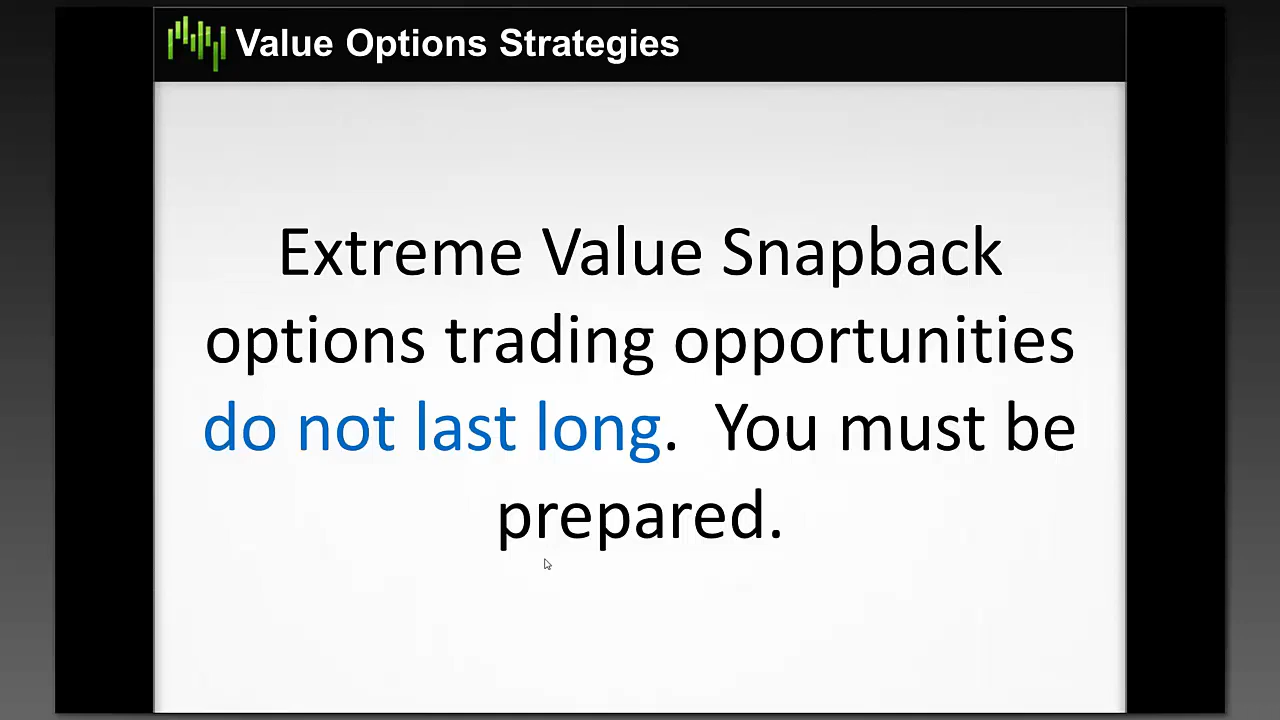 Value Options Strategies
Extreme Value Snapback
options trading opportunities
do not last long.  You must be
prepared.